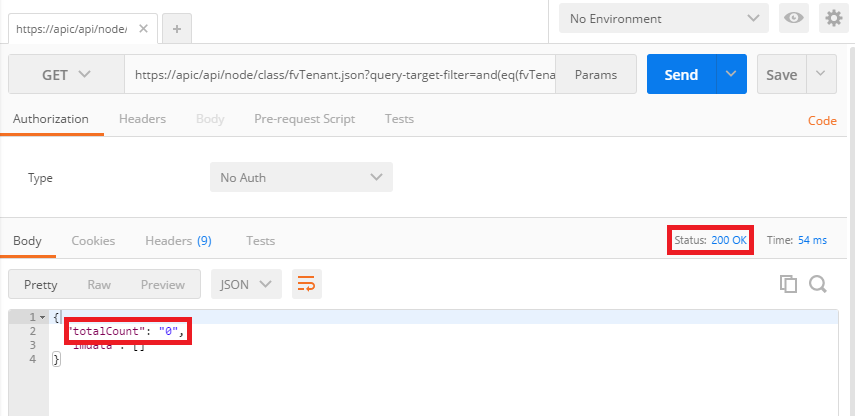 https://apic/api/node/
No Environment
GET
https://apic/api/node/class/fvTenant.json?query-target-filter=and(eq(fvTena
Params
Send
Save
Authorization
Headers
Body
Pre-request Script
Tests
Code
Type
No Auth
Body
Cookies
Headers (9)
Tests
Status: 200 OK
Time: 54 ms
Pretty
Raw
Preview
JSON
1 {
2 "totalCount": "0",
3 "imdata": []
4 }